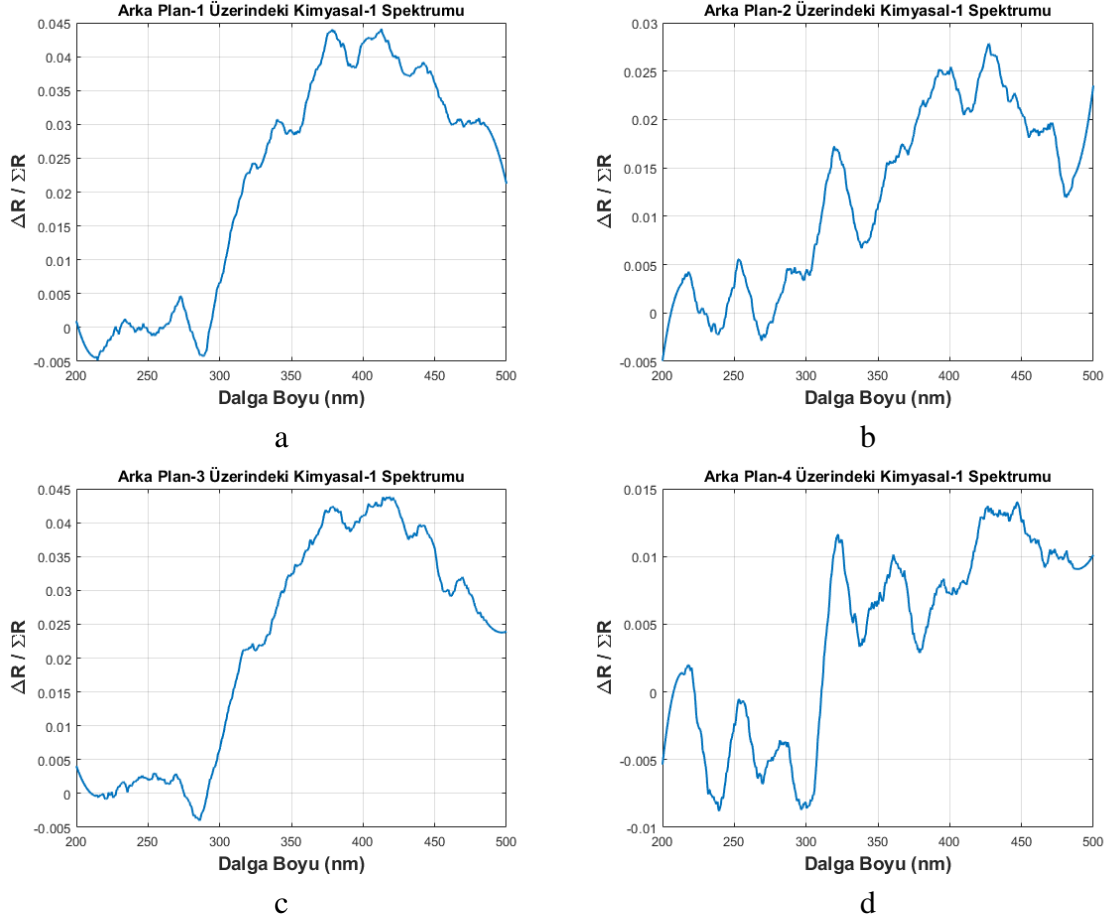 Arka Plan-1 Üzerindeki Kimyasal-1 Spektrumu
0.045
0.04
0.035
0.03
0.025
0.02
0.015
0.01
0.005
0
-0.005
ΔR / ΣR
200 250 300 350 400 450 500
Dalga Boyu (nm)
a
Arka Plan-2 Üzerindeki Kimyasal-1 Spektrumu
0.03
0.025
0.02
0.015
0.01
0.005
0
-0.005
ΔR / ΣR
200 250 300 350 400 450 500
Dalga Boyu (nm)
b
Arka Plan-3 Üzerindeki Kimyasal-1 Spektrumu
0.045
0.04
0.035
0.03
0.025
0.02
0.015
0.01
0.005
0
-0.005
ΔR / ΣR
200 250 300 350 400 450 500
Dalga Boyu (nm)
c
Arka Plan-4 Üzerindeki Kimyasal-1 Spektrumu
0.015
0.01
0.005
0
-0.005
-0.01
ΔR / ΣR
200 250 300 350 400 450 500
Dalga Boyu (nm)
d